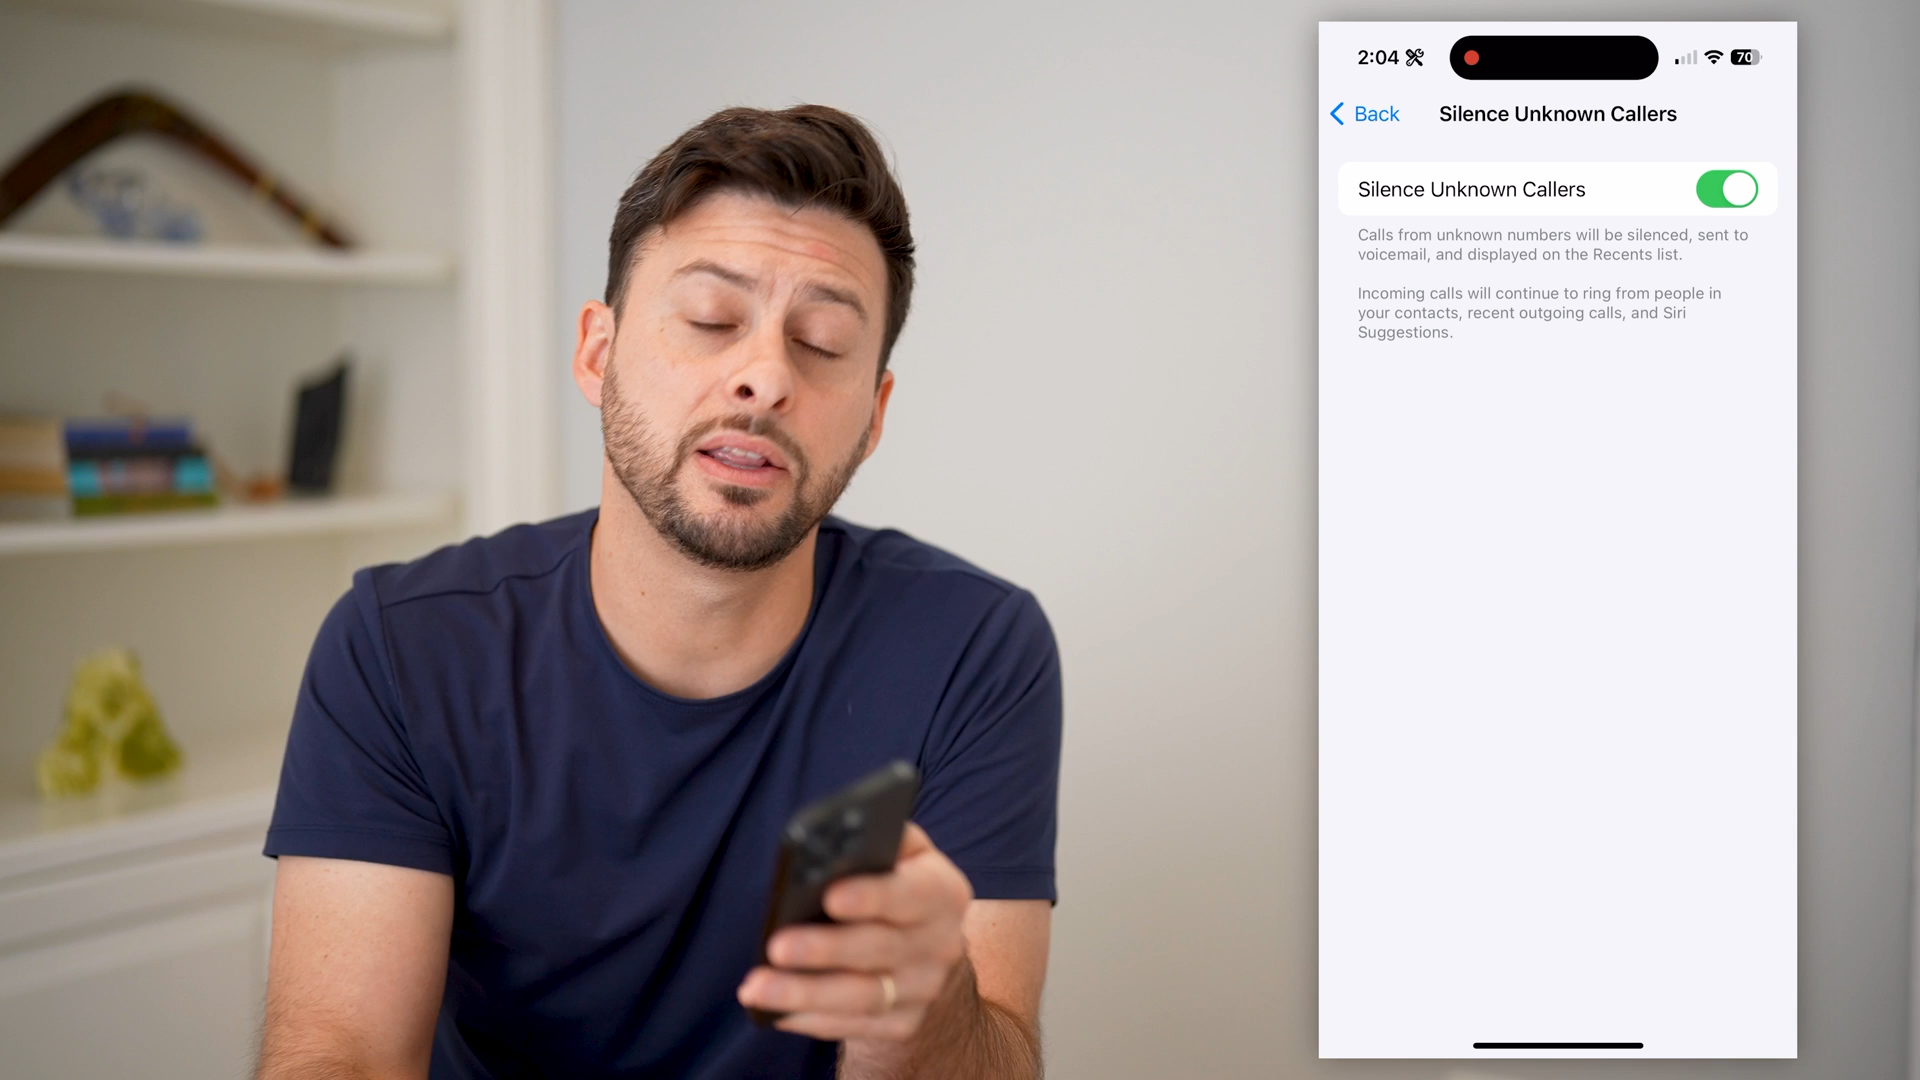 2:04
70
Back
Silence Unknown Callers
Silence Unknown Callers
Calls from unknown numbers will be silenced, sent to
voicemail, and displayed on the Recents list.
Incoming calls will continue to ring from people in
your contacts, recent outgoing calls, and Siri
Suggestions.